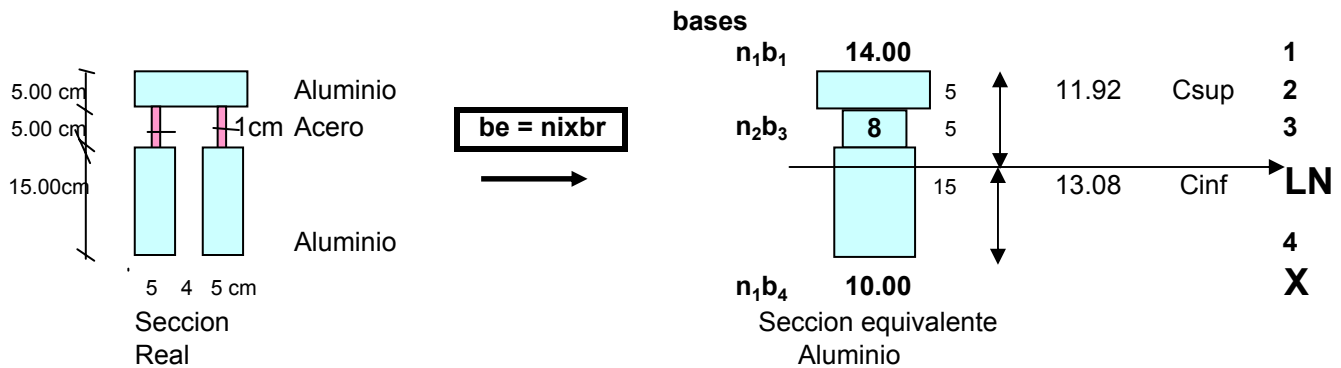 bases
n₁b₁ 14.00 1
5.00 cm Aluminio 5 11.92 Csup 2
5.00 cm 1cm Acero be = nixbr n₂b₃ 8 5 3
15.00cm 15 13.08 Cinf LN
Aluminio 4
5 4 5 cm n₁b₄ 10.00 X
Seccion Seccion equivalente
Real Aluminio